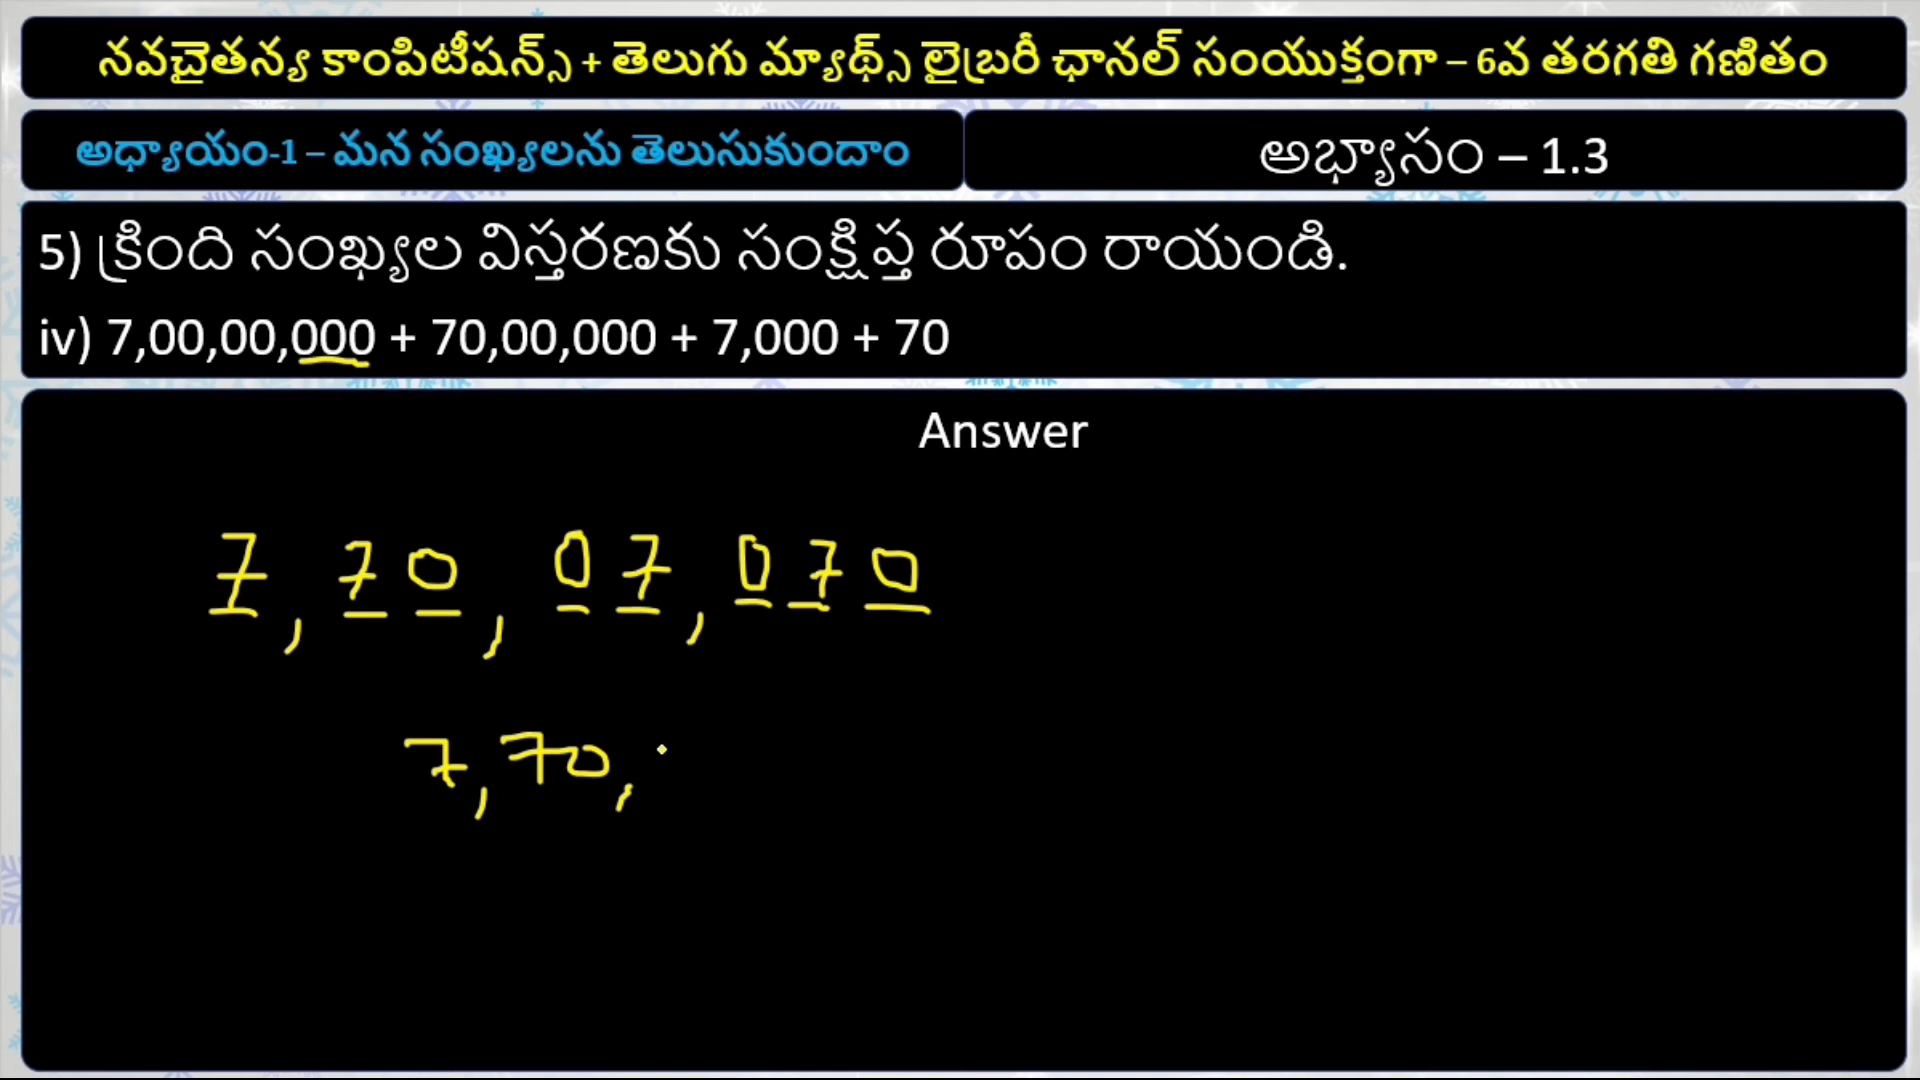 నవచైతన్య కాంపిటీషన్స్ + తెలుగు మ్యాథ్స్ లైబ్రరీ ఛానల్ సంయుక్తంగా – 6వ తరగతి గణితం
అధ్యాయం-1 – మన సంఖ్యలను తెలుసుకుందాం
అభ్యాసం – 1.3
5) క్రింది సంఖ్యల విస్తరణకు సంక్షిప్త రూపం రాయండి.
iv) 7,00,00,000 + 70,00,000 + 7,000 + 70
Answer
7,70,07,070
7,70,